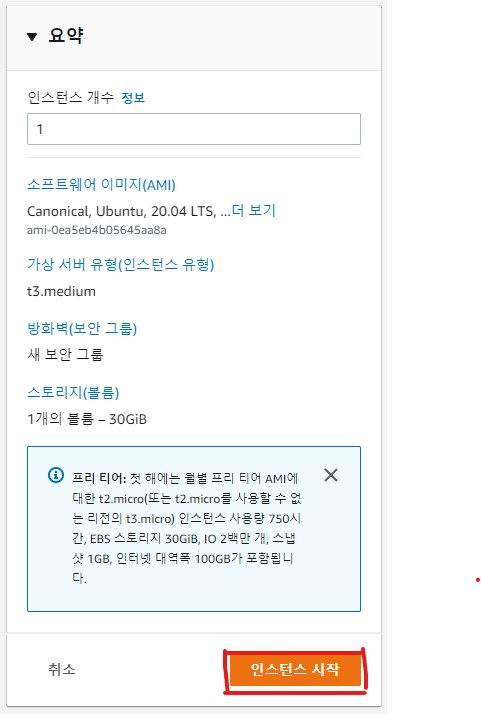 ▼ 요약
인스턴스 개수 정보
1
소프트웨어 이미지(AMI)
Canonical, Ubuntu, 20.04 LTS, ...더 보기
ami-0ea5eb4b05645aa8a
가상 서버 유형(인스턴스 유형)
t3.medium
방화벽(보안 그룹)
새 보안 그룹
스토리지(볼륨)
1개의 볼륨 – 30GiB
프리 티어: 첫 해에는 월별 프리 티어 AMI에
대한 t2.micro(또는 t2.micro를 사용할 수 없
는 리전의 t3.micro) 인스턴스 사용량 750시
간, EBS 스토리지 30GiB, IO 2백만 개, 스냅
샷 1GB, 인터넷 대역폭 100GB가 포함됩니
다.
취소
인스턴스 시작